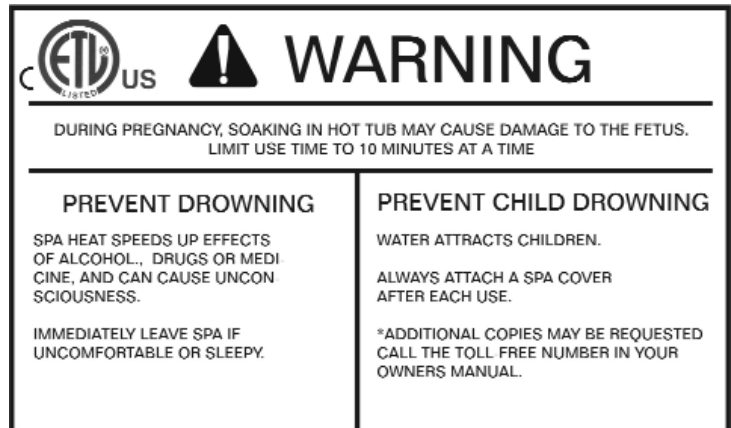 C ETL ® US
LISTED
WARNING
DURING PREGNANCY, SOAKING IN HOT TUB MAY CAUSE DAMAGE TO THE FETUS.
LIMIT USE TIME TO 10 MINUTES AT A TIME
PREVENT DROWNING
SPA HEAT SPEEDS UP EFFECTS
OF ALCOHOL., DRUGS OR MEDI-
CINE, AND CAN CAUSE UNCON-
SCIOUSNESS.
IMMEDIATELY LEAVE SPA IF
UNCOMFORTABLE OR SLEEPY.
PREVENT CHILD DROWNING
WATER ATTRACTS CHILDREN.
ALWAYS ATTACH A SPA COVER
AFTER EACH USE.
*ADDITIONAL COPIES MAY BE REQUESTED
CALL THE TOLL FREE NUMBER IN YOUR
OWNERS MANUAL.